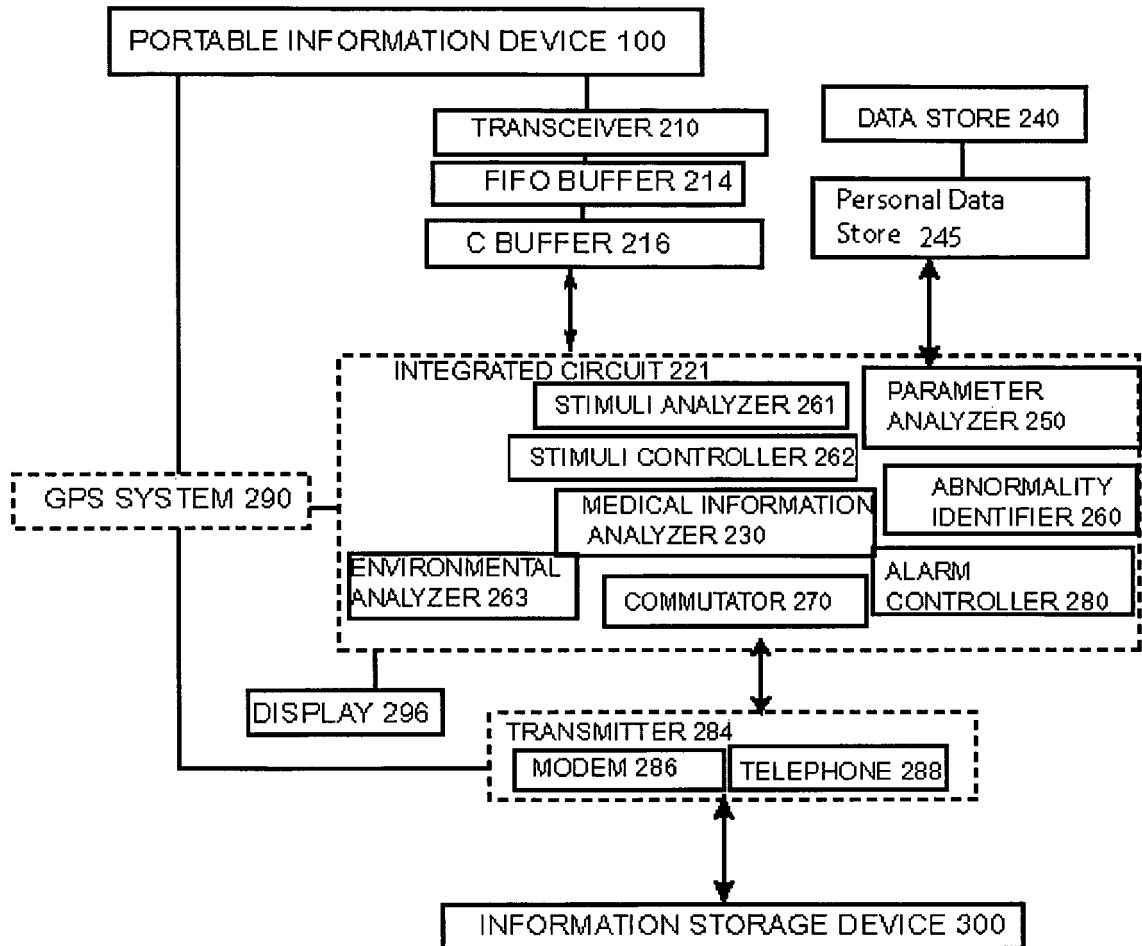 PORTABLE INFORMATION DEVICE 100
TRANSCEIVER 210
FIFO BUFFER 214
C BUFFER 216
DATA STORE 240
Personal Data
Store 245
INTEGRATED CIRCUIT 221
STIMULI ANALYZER 261
STIMULI CONTROLLER 262
PARAMETER
ANALYZER 250
MEDICAL INFORMATION
ANALYZER 230
ABNORMALITY
IDENTIFIER 260
GPS SYSTEM 290
ENVIRONMENTAL
ANALYZER 263
COMMUTATOR 270
ALARM
CONTROLLER 280
DISPLAY 296
TRANSMITTER 284
MODEM 286
TELEPHONE 288
INFORMATION STORAGE DEVICE 300